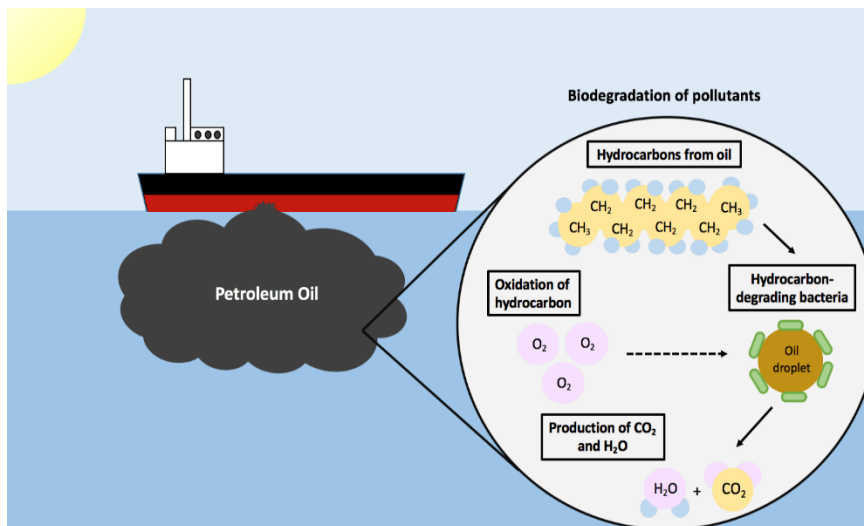 Biodegradation of pollutants
Hydrocarbons from oil
CH₂ CH₂ CH₂ CH₃
CH₃ CH₂ CH₂ CH₂
Petroleum Oil
Oxidation of
hydrocarbon
Hydrocarbon-
degrading bacteria
O₂ O₂
O₂
Oil
droplet
Production of CO₂
and H₂O
H₂O + CO₂